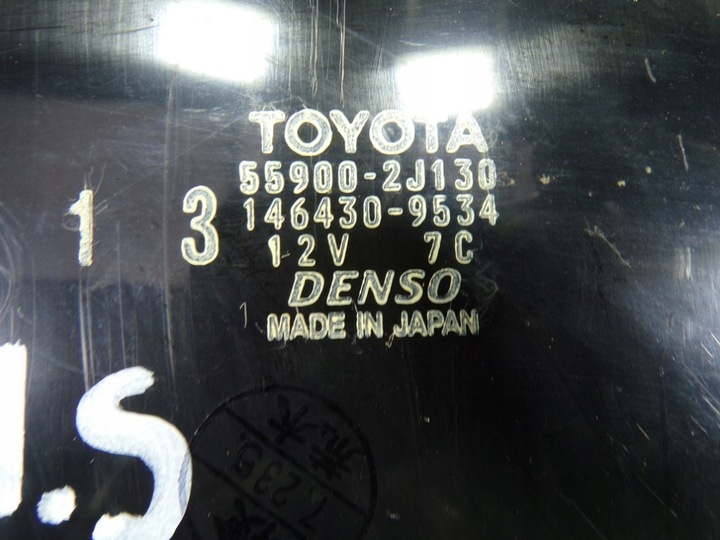 TOYOTA
55900-2J130
146430-9534
1 3
12V 7C
DENSO
MADE IN JAPAN